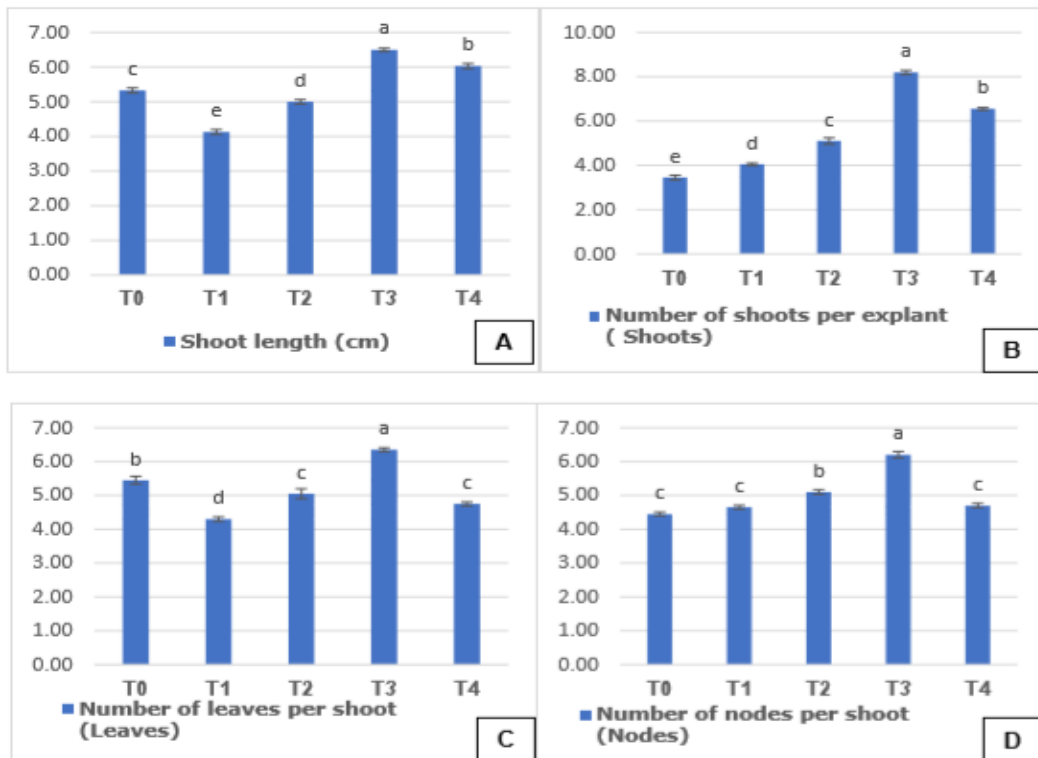 7.00
6.00
5.00
4.00
3.00
2.00
1.00
0.00
c
e
d
a
b
T0 T1 T2 T3 T4
Shoot length (cm)
A
10.00
8.00
6.00
4.00
2.00
0.00
e
d
c
a
b
T0 T1 T2 T3 T4
Number of shoots per explant
( Shoots)
B
7.00
6.00
5.00
4.00
3.00
2.00
1.00
0.00
b
d
c
a
c
T0 T1 T2 T3 T4
Number of leaves per shoot
(Leaves)
C
7.00
6.00
5.00
4.00
3.00
2.00
1.00
0.00
c
c
b
a
c
T0 T1 T2 T3 T4
Number of nodes per shoot
(Nodes)
D